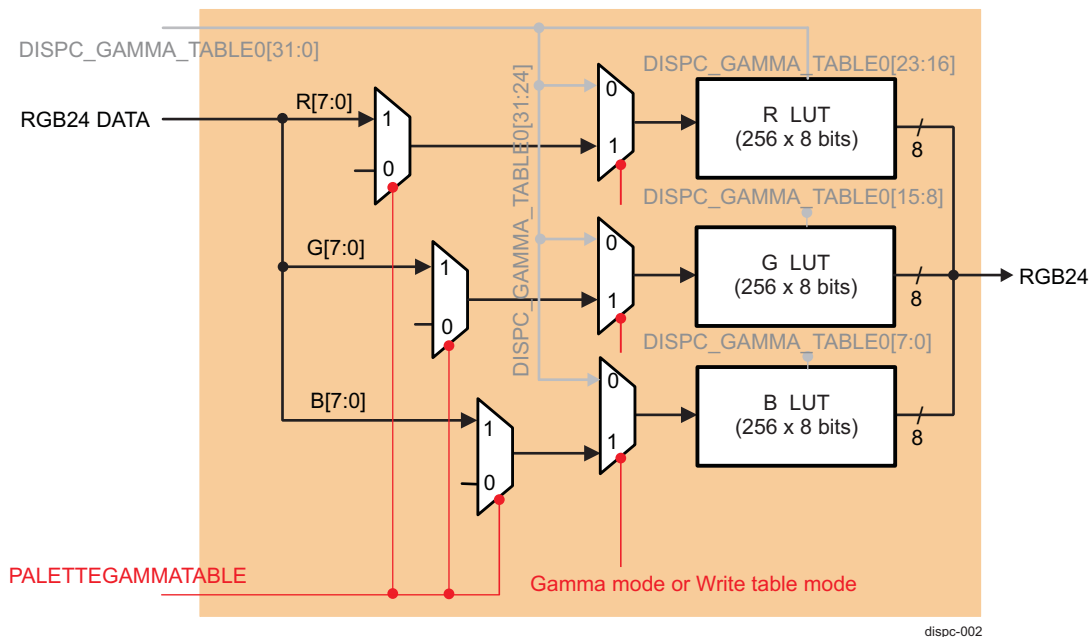 DISPC_GAMMA_TABLE0[31:0]
DISPC_GAMMA_TABLE0[23:16]
RGB24 DATA
R[7:0]
1
0
DISPC_GAMMA_TABLE0[31:24]
0
1
R LUT
(256 x 8 bits)
8
DISPC_GAMMA_TABLE0[15:8]
G[7:0]
1
0
0
1
G LUT
(256 x 8 bits)
8
RGB24
DISPC_GAMMA_TABLE0[7:0]
B[7:0]
1
0
0
1
B LUT
(256 x 8 bits)
8
PALETTEGAMMATABLE
Gamma mode or Write table mode
dispc-002